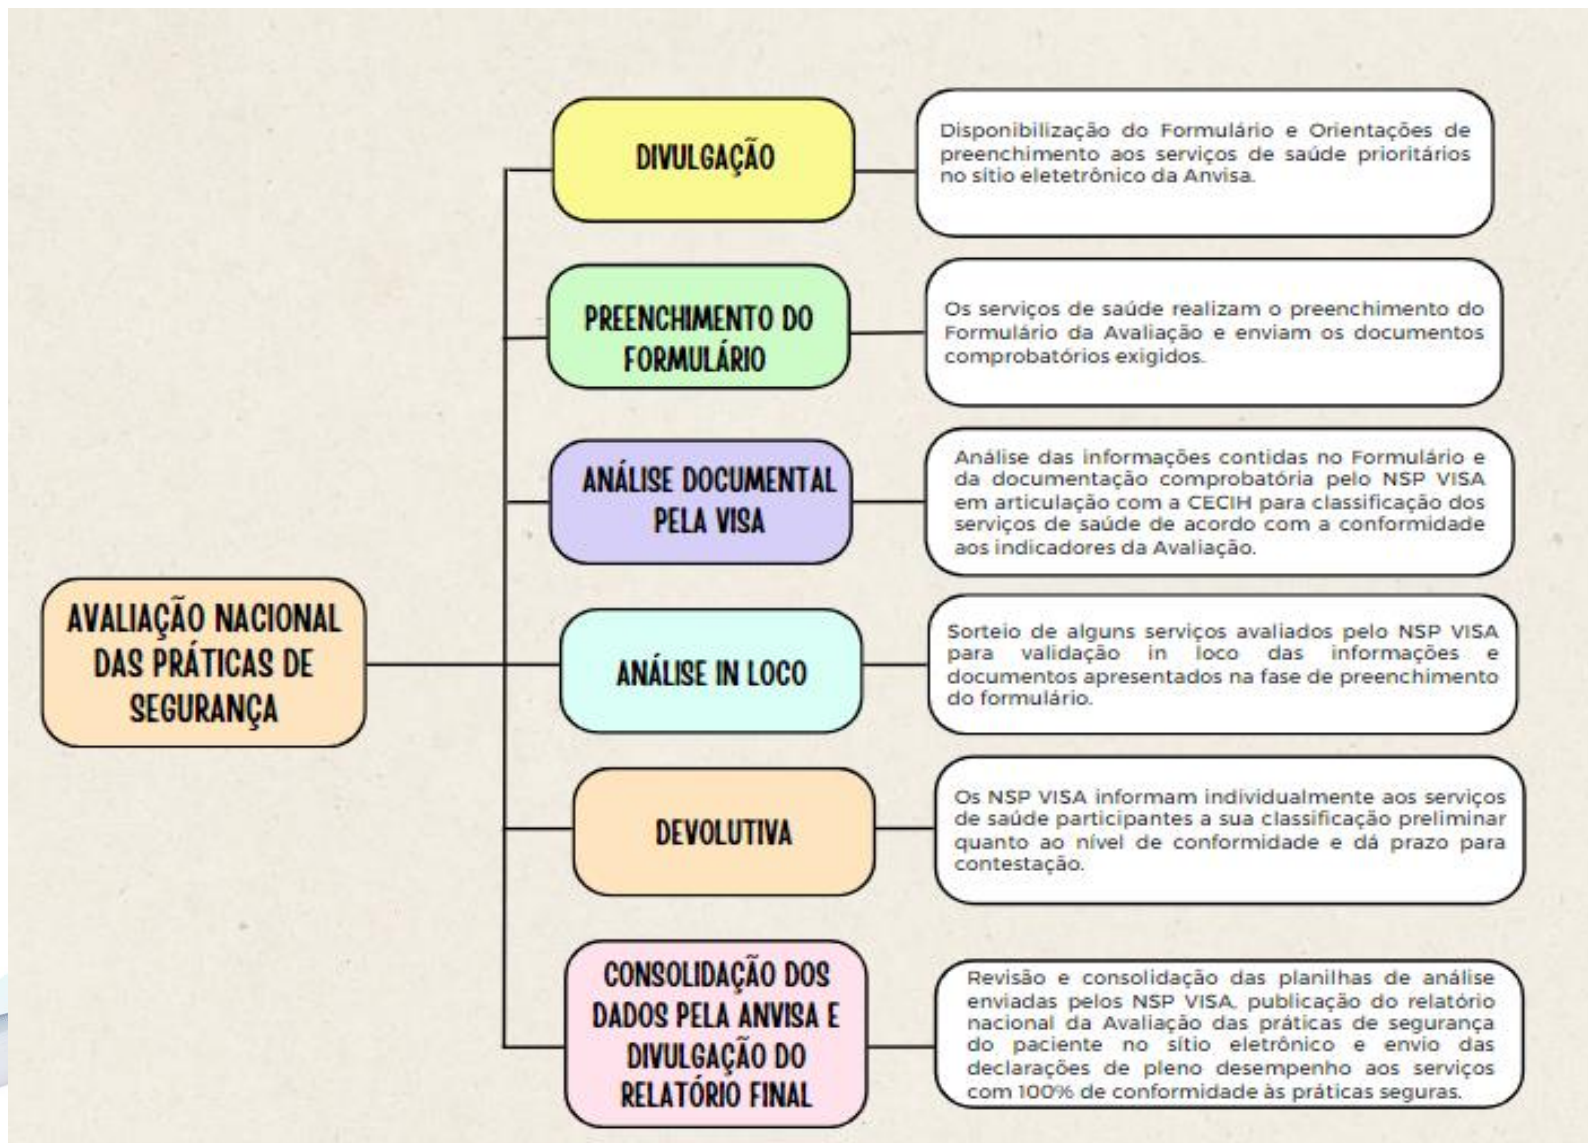 AVALIAÇÃO NACIONAL
DAS PRÁTICAS DE
SEGURANÇA
DIVULGAÇÃO
Disponibilização do Formulário e Orientações de
preenchimento aos serviços de saúde prioritários
no sítio eletetrônico da Anvisa.
PREENCHIMENTO DO
FORMULÁRIO
Os serviços de saúde realizam o preenchimento do
Formulário da Avaliação e enviam os documentos
comprobatórios exigidos.
ANÁLISE DOCUMENTAL
PELA VISA
Análise das informações contidas no Formulário e
da documentação comprobatória pelo NSP VISA
em articulação com a CECIH para classificação dos
serviços de saúde de acordo com a conformidade
aos indicadores da Avaliação.
ANÁLISE IN LOCO
Sorteio de alguns serviços avaliados pelo NSP VISA
para validação in loco das informações e
documentos apresentados na fase de preenchimento
do formulário.
DEVOLUTIVA
Os NSP VISA informam individualmente aos serviços
de saúde participantes a sua classificação preliminar
quanto ao nível de conformidade e dá prazo para
contestação.
CONSOLIDAÇÃO DOS
DADOS PELA ANVISA E
DIVULGAÇÃO DO
RELATÓRIO FINAL
Revisão e consolidação das planilhas de análise
enviadas pelos NSP VISA, publicação do relatório
nacional da Avaliação das práticas de segurança
do paciente no sítio eletrônico e envio das
declarações de pleno desempenho aos serviços
com 100% de conformidade às práticas seguras.